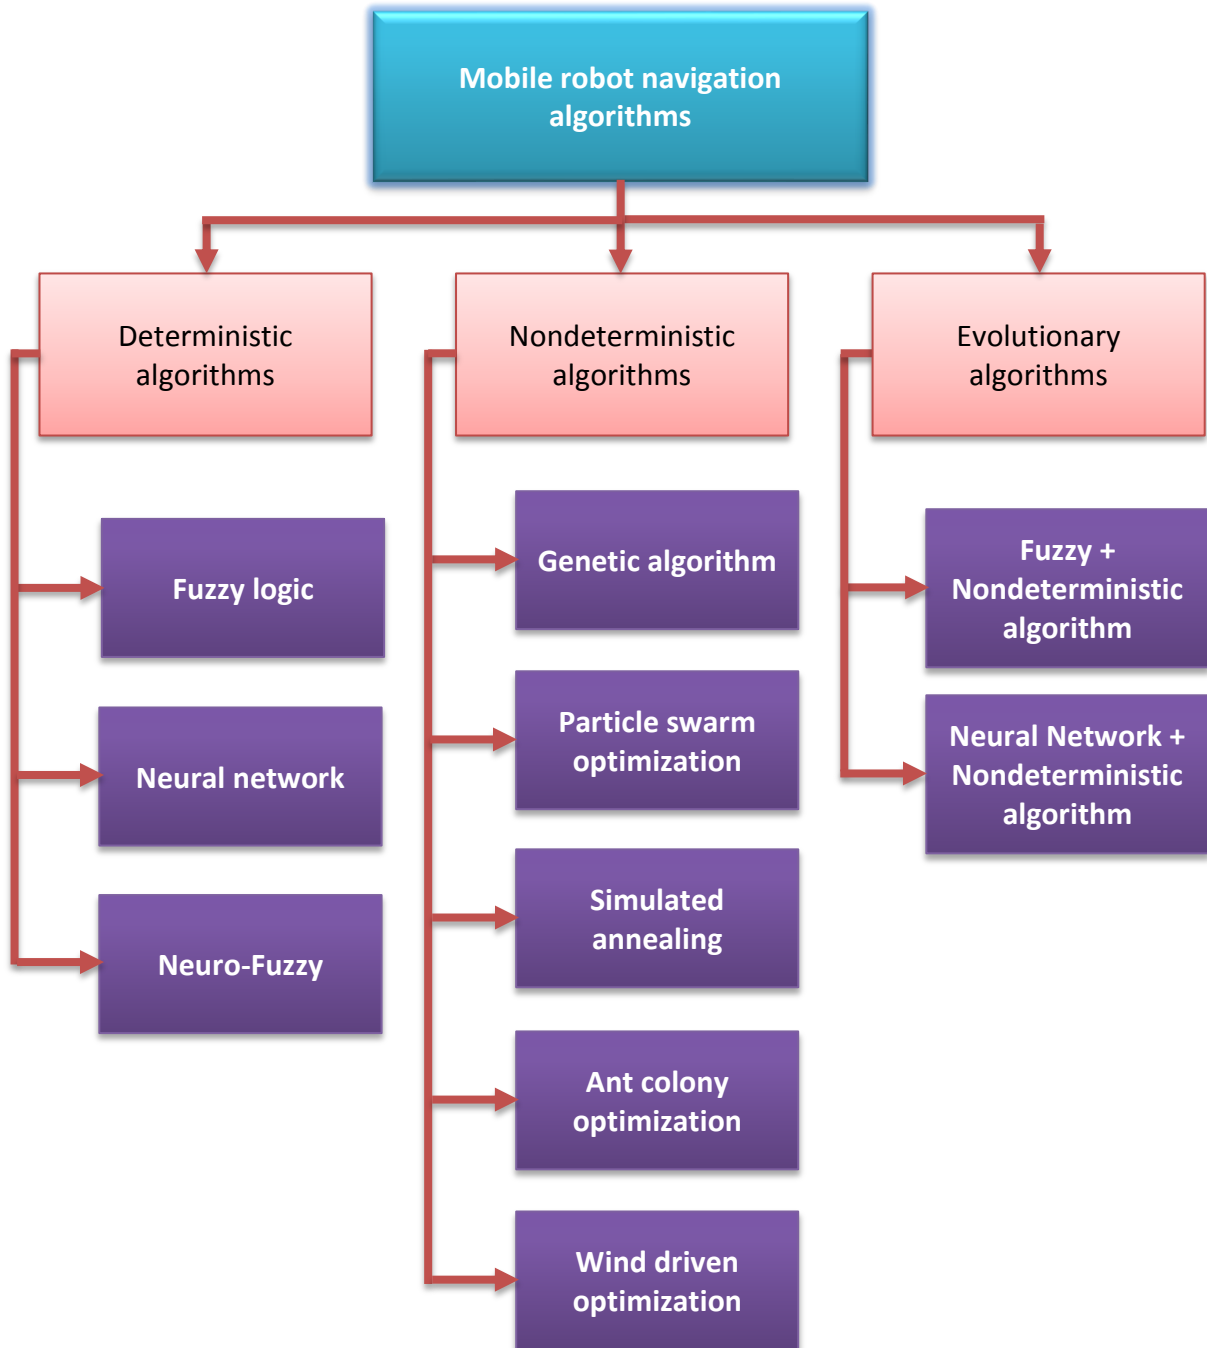 Mobile robot navigation
algorithms
Deterministic
algorithms
Nondeterministic
algorithms
Evolutionary
algorithms
Fuzzy logic
Neural network
Neuro-Fuzzy
Genetic algorithm
Particle swarm
optimization
Simulated
annealing
Ant colony
optimization
Wind driven
optimization
Fuzzy +
Nondeterministic
algorithm
Neural Network +
Nondeterministic
algorithm